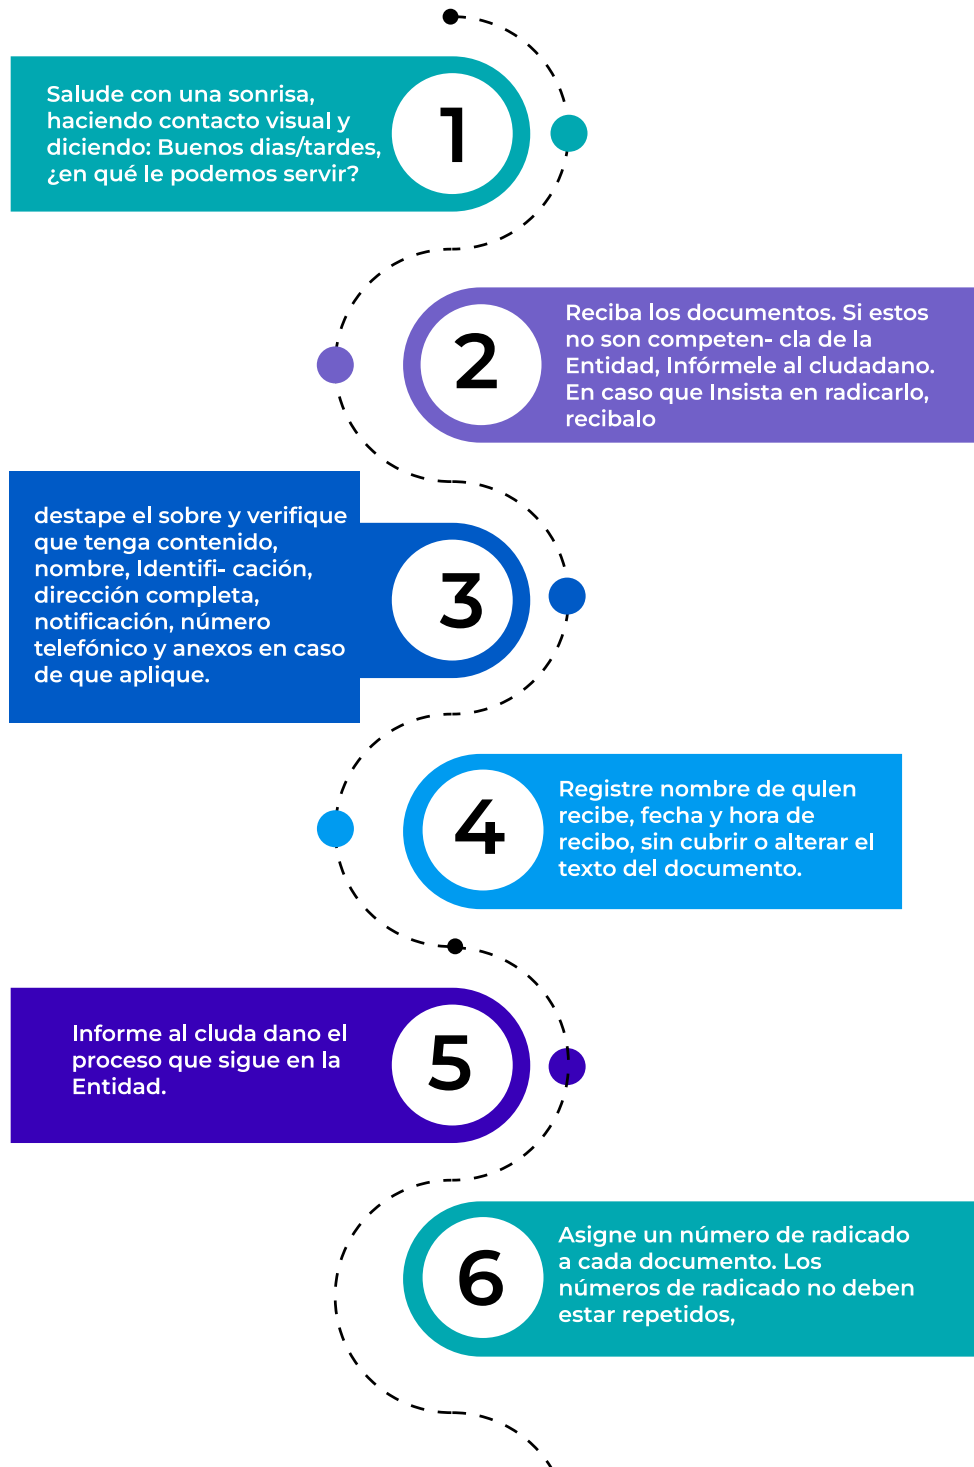 Salude con una sonrisa,
haciendo contacto visual y
diciendo: Buenos dias/tardes,
¿en qué le podemos servir?
1
2
Reciba los documentos. Si estos
no son competen- cla de la
Entidad, Infórmele al cludadano.
En caso que Insista en radicarlo,
recibalo
destape el sobre y verifique
que tenga contenido,
nombre, Identifi- cación,
dirección completa,
notificación, número
telefónico y anexos en caso
de que aplique.
3
4
Registre nombre de qulen
recibe, fecha y hora de
recibo, sin cubrir o alterar el
texto del documento.
Informe al cluda dano el
proceso que sigue en la
Entidad.
5
6
Asigne un número de radicado
a cada documento. Los
números de radicado no deben
estar repetidos,